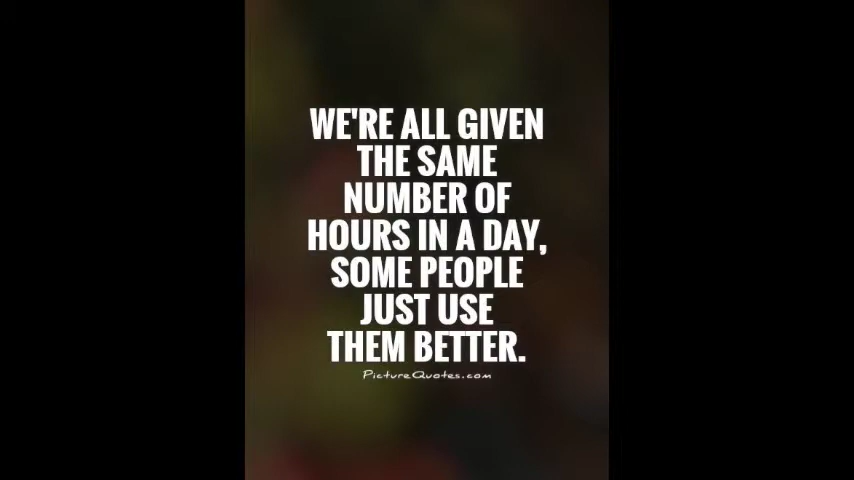 WE'RE ALL GIVEN
THE SAME
NUMBER OF
HOURS IN A DAY,
SOME PEOPLE
JUST USE
THEM BETTER.
PictureQuotes.com